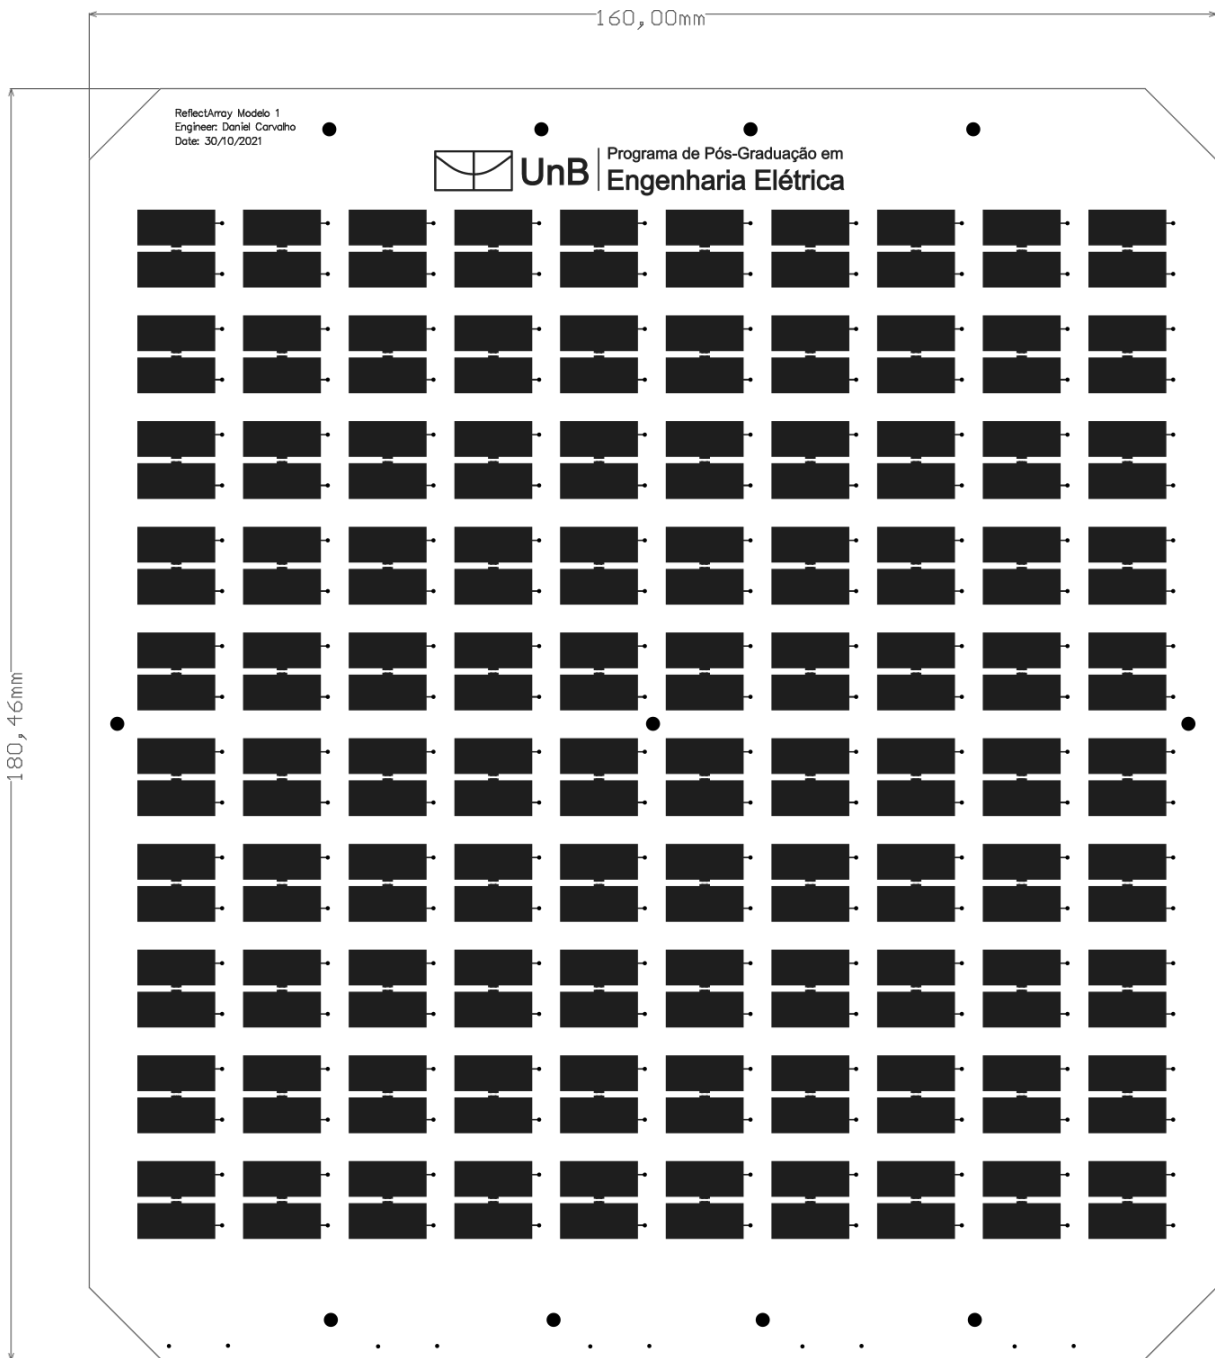 160,00mm
ReflectArray Modelo 1
Engineer: Daniel Carvalho
Date: 30/10/2021
UnB
Programa de Pós-Graduação em
Engenharia Elétrica
180,46mm